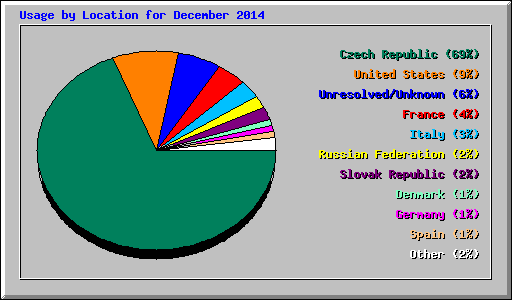 Usage by Location for December 2014
Czech Republic (69%)
United States (9%)
Unresolved/Unknown (6%)
France (4%)
Italy (3%)
Russian Federation (2%)
Slovak Republic (2%)
Denmark (1%)
Germany (1%)
Spain (1%)
Other (2%)